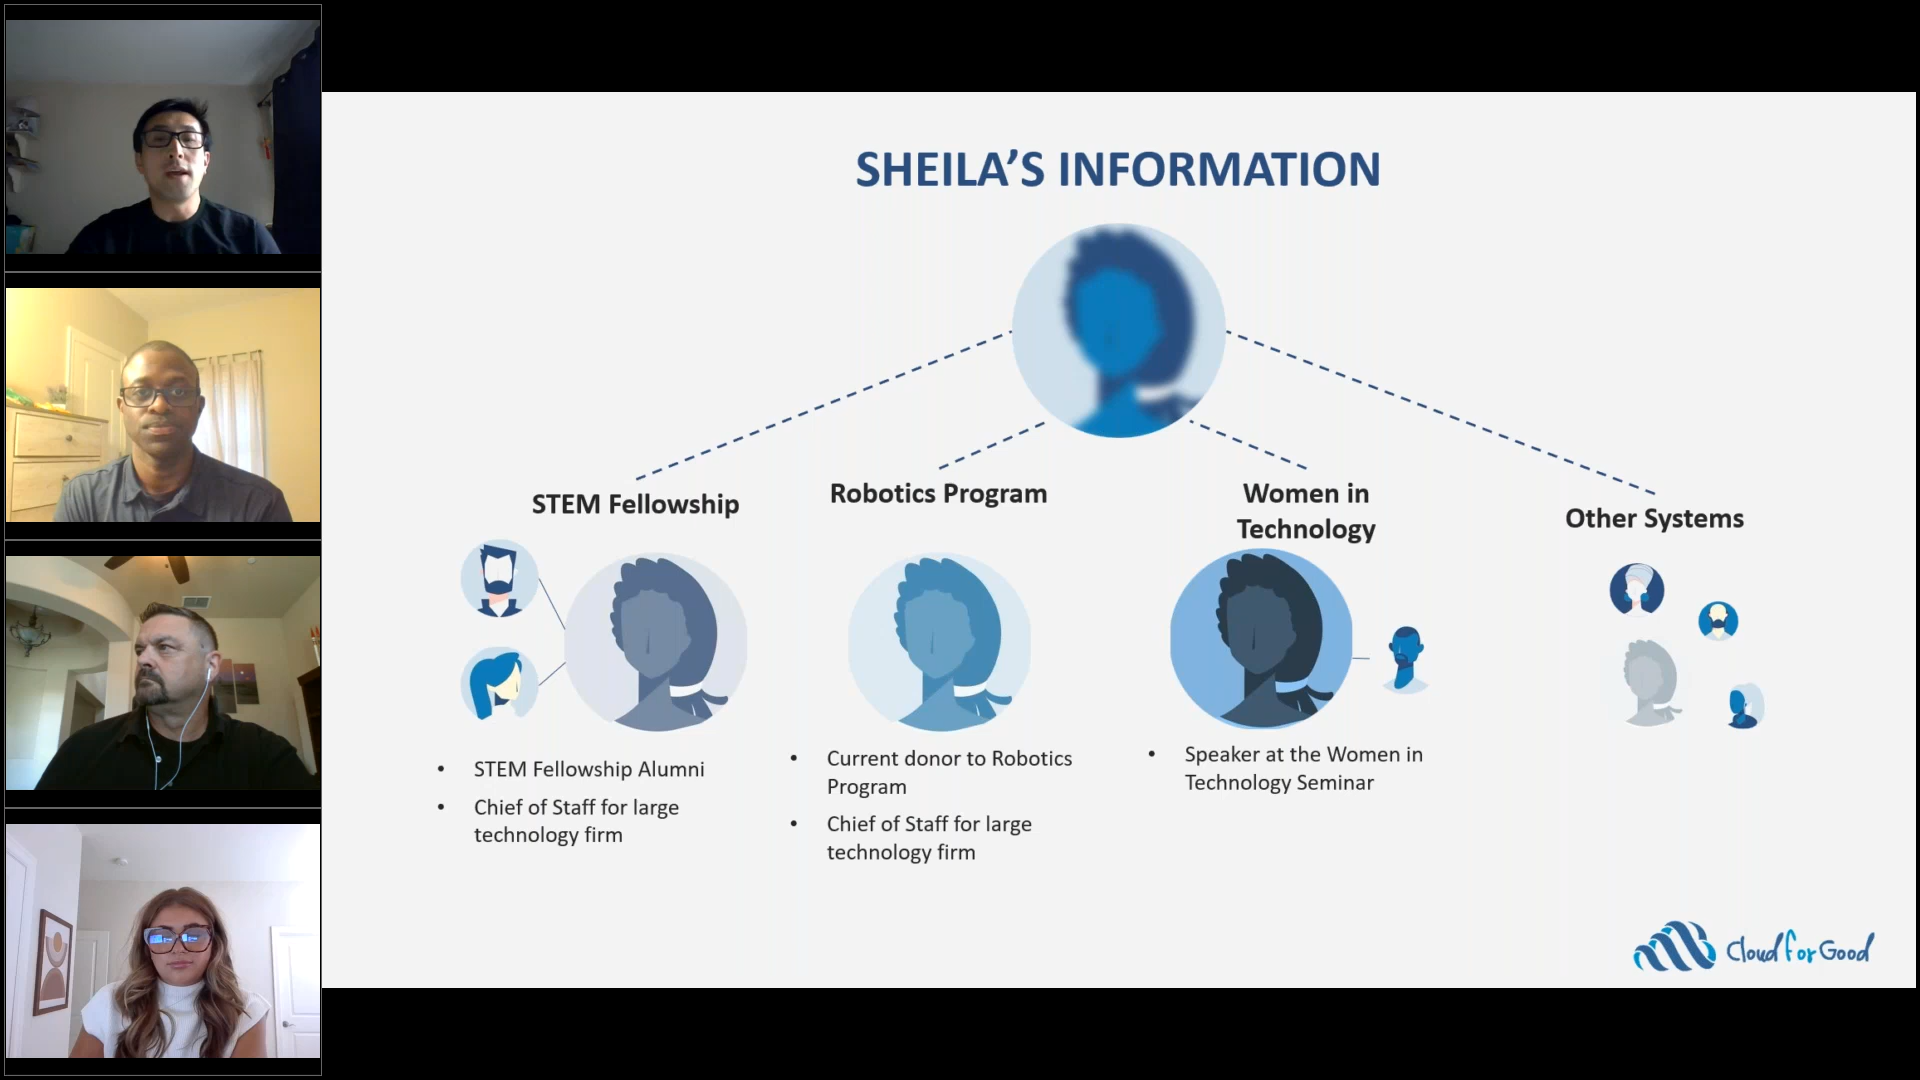 SHEILA’S INFORMATION
STEM Fellowship
• STEM Fellowship Alumni
• Chief of Staff for large
technology firm
Robotics Program
• Current donor to Robotics
Program
• Chief of Staff for large
technology firm
Women in
Technology
• Speaker at the Women in
Technology Seminar
Other Systems
Cloud for Good